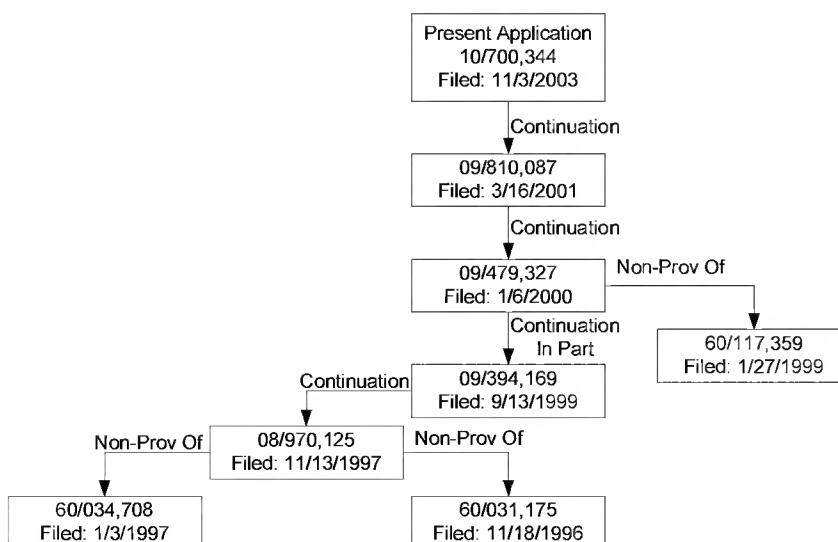 Present Application
10/700,344
Filed: 11/3/2003
Continuation
09/810,087
Filed: 3/16/2001
Continuation
09/479,327
Filed: 1/6/2000
Non-Prov Of
60/117,359
Filed: 1/27/1999
Continuation
In Part
09/394,169
Filed: 9/13/1999
Continuation
08/970,125
Filed: 11/13/1997
Non-Prov Of
Non-Prov Of
60/034,708
Filed: 1/3/1997
60/031,175
Filed: 11/18/1996